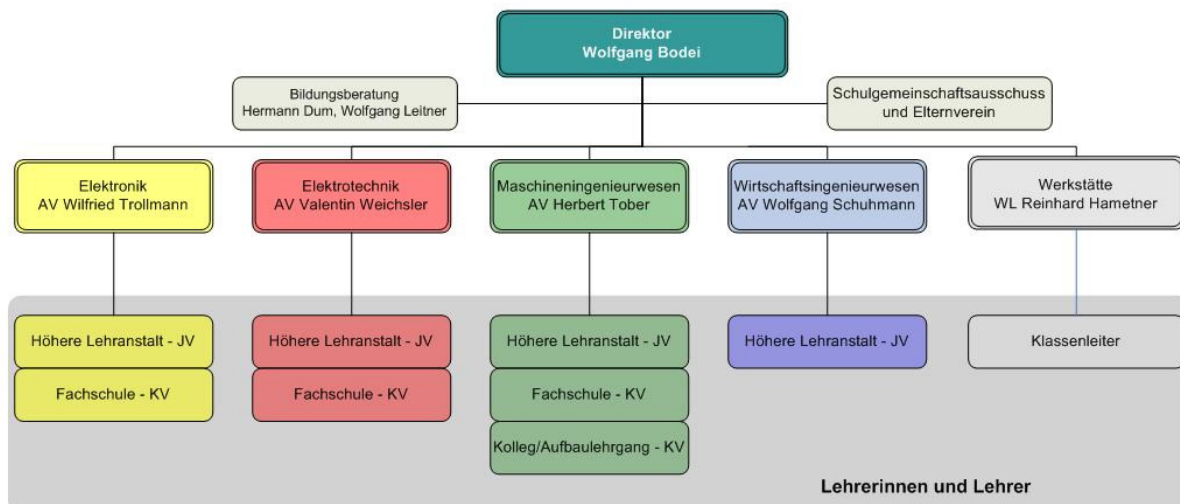 Direktor
Wolfgang Bodei
Bildungsberatung
Hermann Dum, Wolfgang Leitner
Schulgemeinschaftsausschuss
und Elternverein
Elektronik
AV Wilfried Trollmann
Elektrotechnik
AV Valentin Weichsler
Maschineningenieurwesen
AV Herbert Tober
Wirtschaftsingenieurwesen
AV Wolfgang Schuhmann
Werkstätte
WL Reinhard Hametner
Höhere Lehranstalt - JV
Höhere Lehranstalt - JV
Höhere Lehranstalt - JV
Höhere Lehranstalt - JV
Klassenleiter
Fachschule - KV
Fachschule - KV
Fachschule - KV
Kolleg/Aufbaulehrgang - KV
Lehrerinnen und Lehrer